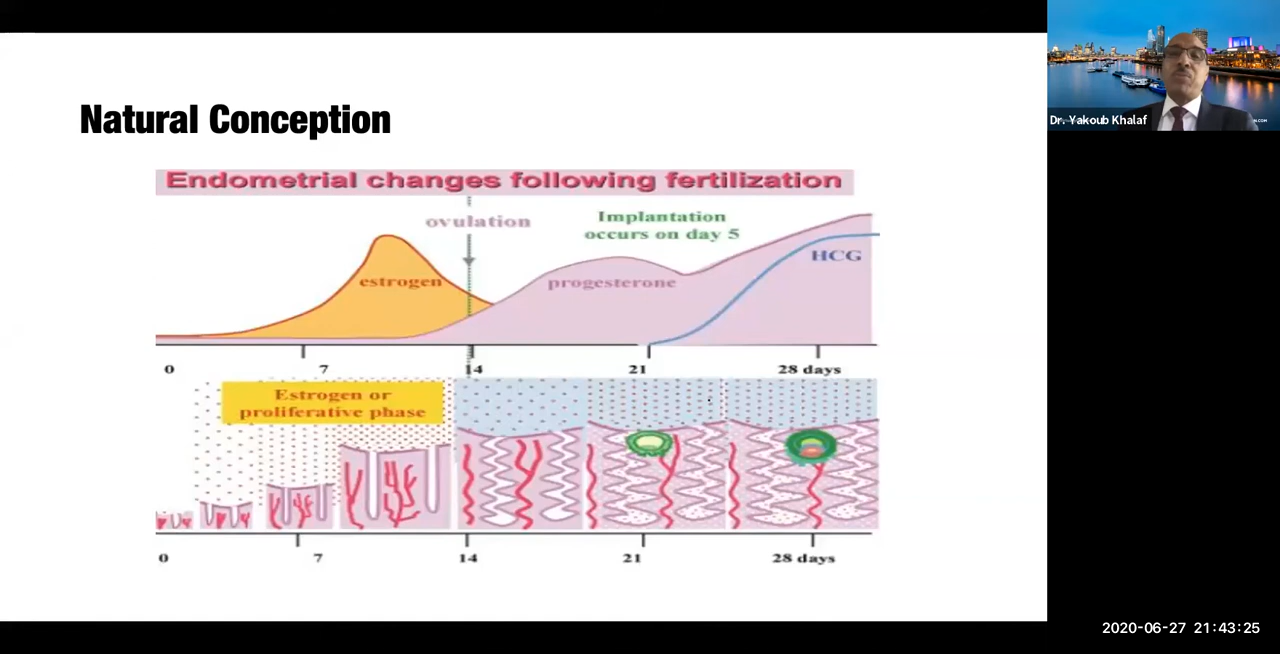 Natural Conception
Endometrial changes following fertilization
ovulation
Implantation
occurs on day 5
HCG
estrogen
progesterone
0 7 14 21 28 days
Estrogen or
proliferative phase
0 7 14 21 28 days
Dr. Yakoub Khalaf
2020-06-27 21:43:25